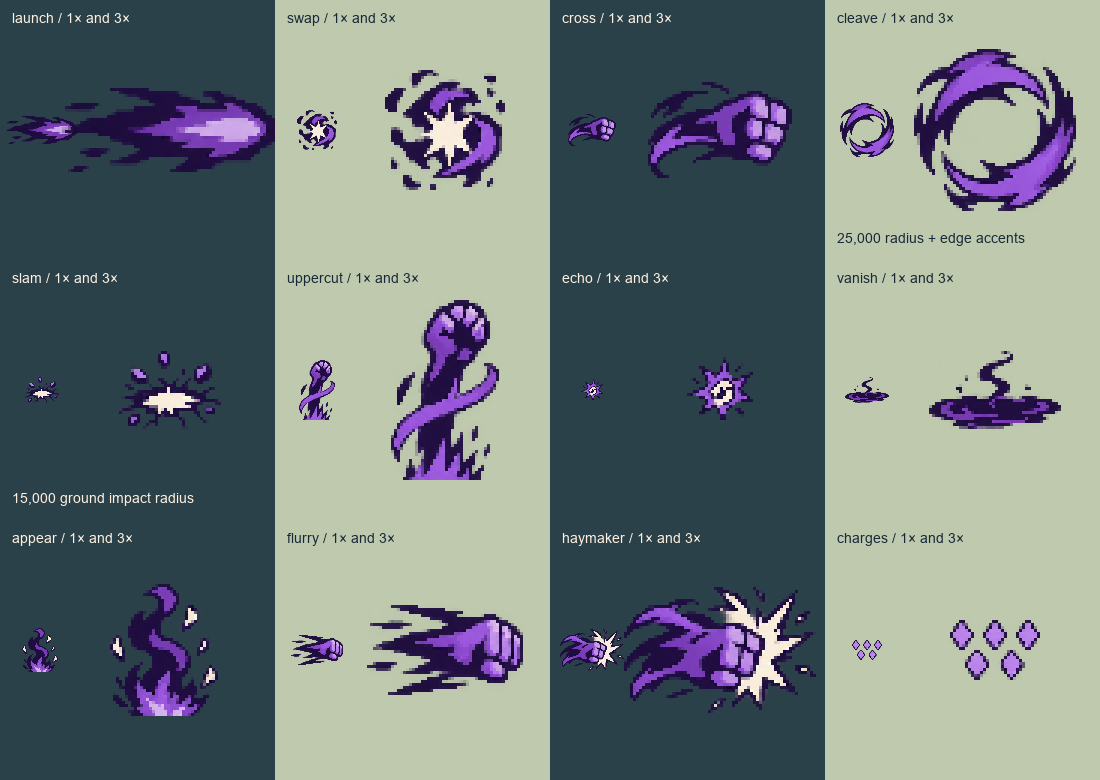 launch / 1× and 3×
swap / 1× and 3×
cross / 1× and 3×
cleave / 1× and 3×
25,000 radius + edge accents
slam / 1× and 3×
uppercut / 1× and 3×
echo / 1× and 3×
vanish / 1× and 3×
15,000 ground impact radius
appear / 1× and 3×
flurry / 1× and 3×
haymaker / 1× and 3×
charges / 1× and 3×